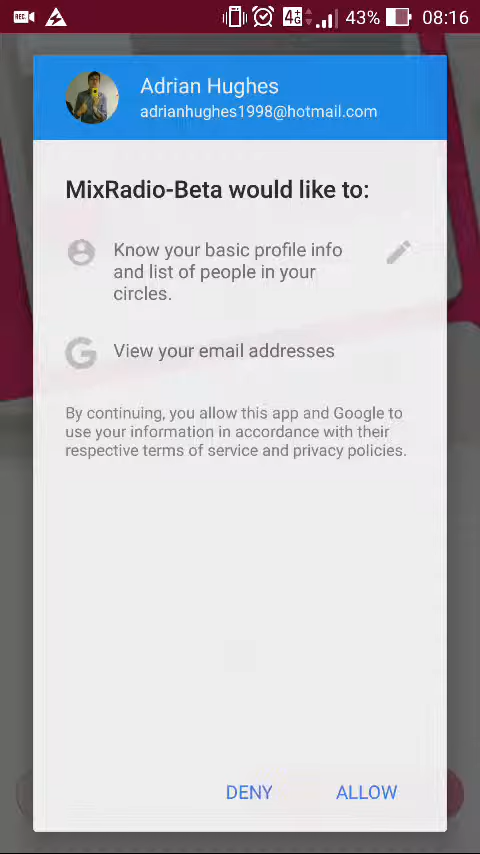 REC 4G+ 43% 08:16
Adrian Hughes
adrianhughes1998@hotmail.com
MixRadio-Beta would like to:
Know your basic profile info
and list of people in your
circles.
G View your email addresses
By continuing, you allow this app and Google to
use your information in accordance with their
respective terms of service and privacy policies.
DENY ALLOW